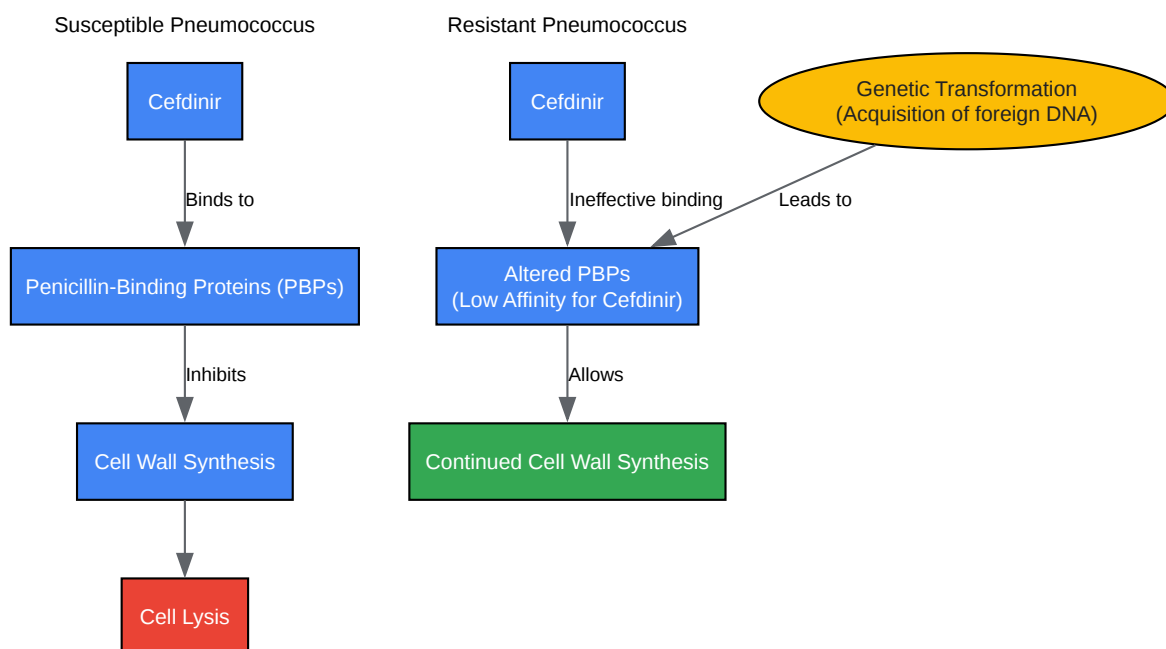 Susceptible Pneumococcus
Cefdinir
Binds to
Penicillin-Binding Proteins (PBPs)
Inhibits
Cell Wall Synthesis
Cell Lysis
Resistant Pneumococcus
Cefdinir
Ineffective binding
Altered PBPs
(Low Affinity for Cefdinir)
Allows
Continued Cell Wall Synthesis
Genetic Transformation
(Acquisition of foreign DNA)
Leads to